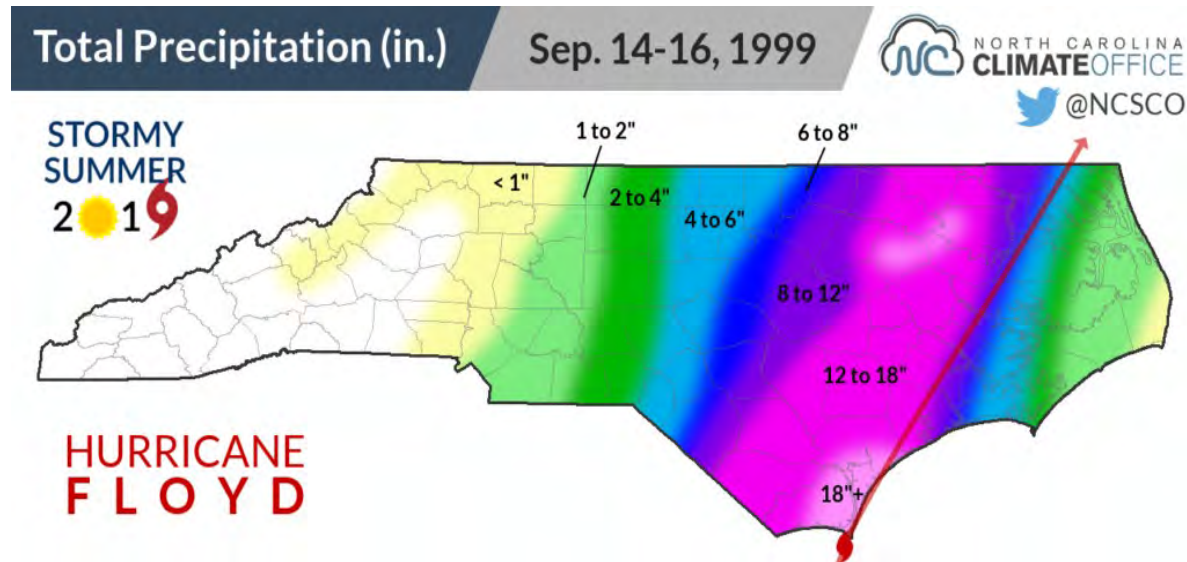 Total Precipitation (in.)
Sep. 14-16, 1999
NORTH CAROLINA
CLIMATEOFFICE
NC
@NCSCO
STORMY
SUMMER
2019
< 1"
1 to 2"
2 to 4"
4 to 6"
6 to 8"
8 to 12"
12 to 18"
18"+
HURRICANE
FLOYD